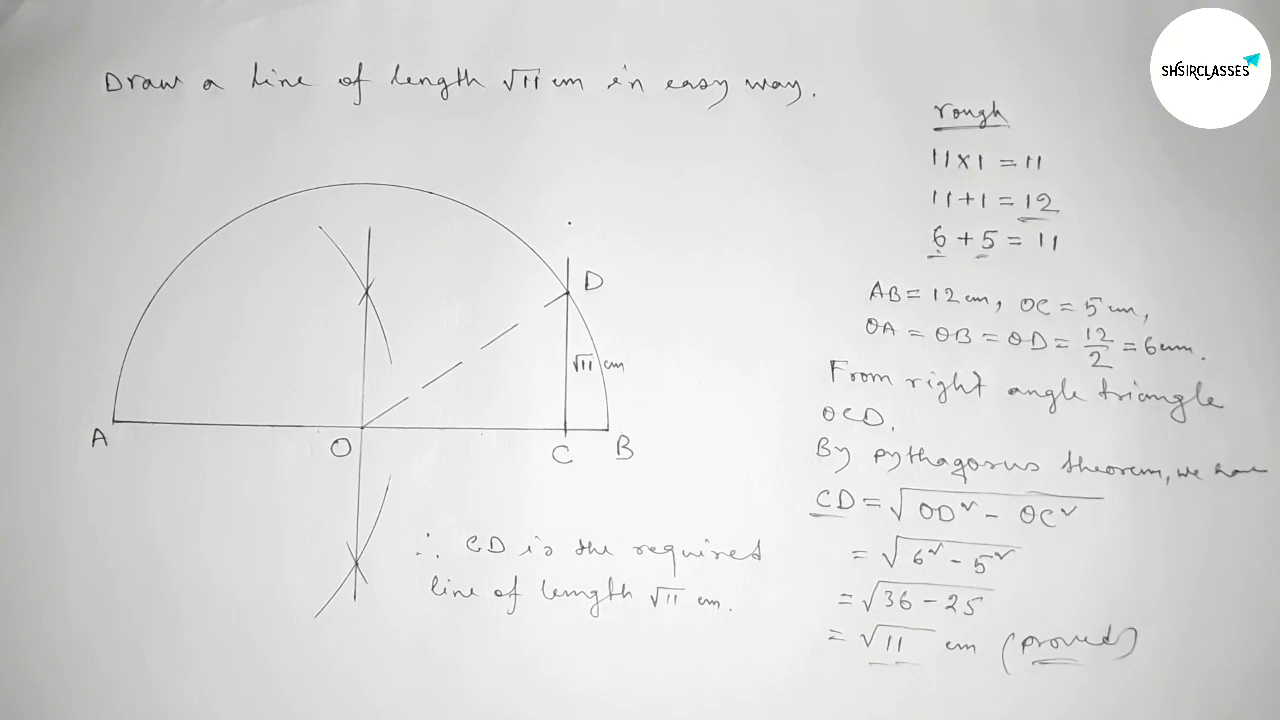 Draw a line of length √11 cm in easy way.
SHSIRCLASSES
rough
11×1 = 11
11+1 = 12
6 + 5 = 11
D
√11 cm
A
O
C
B
AB = 12 cm, OC = 5 cm,
OA = OB = OD = 12/2 = 6 cm.
From right angle triangle
OCD.
By pythagorus theorem, we have
CD = √OD² - OC²
= √6² - 5²
= √36 - 25
= √11 cm (proved)
∴ CD is the required
line of length √11 cm.